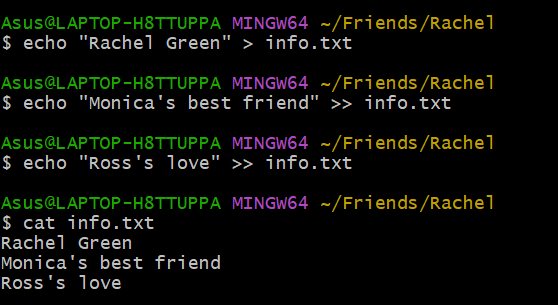 Asus@LAPTOP-H8TTUPPA MINGW64 ~/Friends/Rachel
$ echo "Rachel Green" > info.txt
Asus@LAPTOP-H8TTUPPA MINGW64 ~/Friends/Rachel
$ echo "Monica's best friend" >> info.txt
Asus@LAPTOP-H8TTUPPA MINGW64 ~/Friends/Rachel
$ echo "Ross's love" >> info.txt
Asus@LAPTOP-H8TTUPPA MINGW64 ~/Friends/Rachel
$ cat info.txt
Rachel Green
Monica's best friend
Ross's love